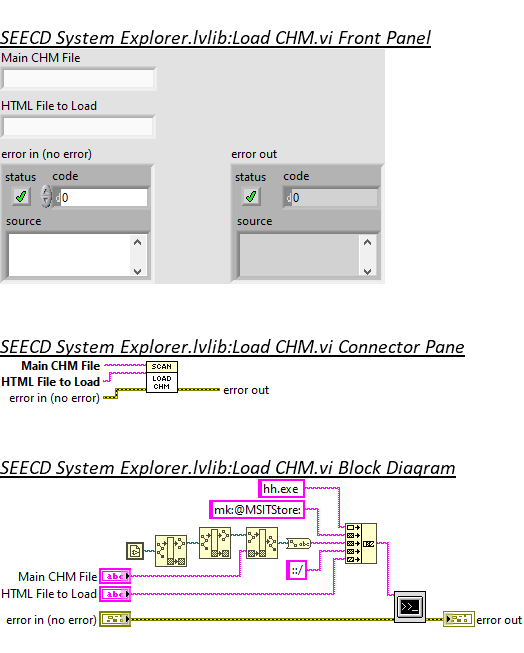 SEECD System Explorer.lvlib:Load CHM.vi Front Panel
Main CHM File
HTML File to Load
error in (no error)
error out
status code
0
source
status code
0
source
SEECD System Explorer.lvlib:Load CHM.vi Connector Pane
Main CHM File
HTML File to Load
error in (no error)
SCAN
LOAD
CHM
error out
SEECD System Explorer.lvlib:Load CHM.vi Block Diagram
hh.exe
mk:@MSITStore:
abc
::/
Main CHM File abc
HTML File to Load abc
error in (no error)
error out